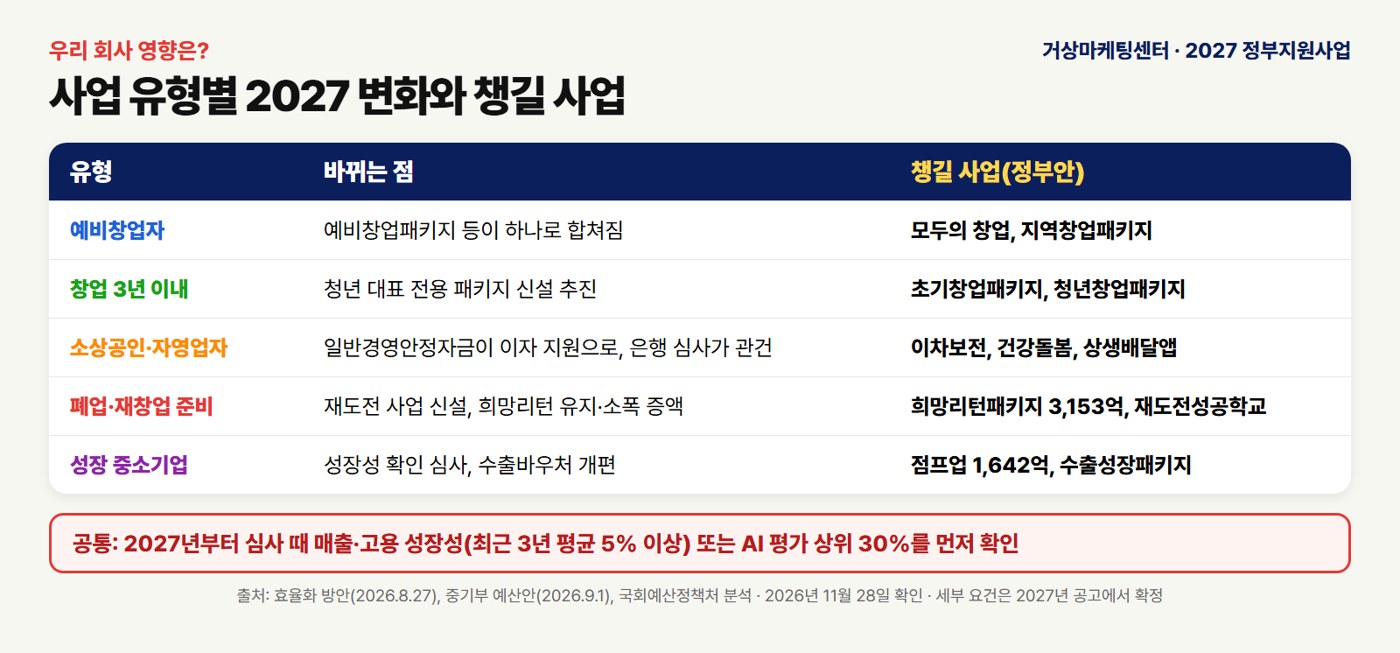 우리 회사 영향은?
거상마케팅센터 · 2027 정부지원사업
사업 유형별 2027 변화와 챙길 사업
유형 바뀌는 점 챙길 사업(정부안)
예비창업자 예비창업패키지 등이 하나로 합쳐짐 모두의 창업, 지역창업패키지
창업 3년 이내 청년 대표 전용 패키지 신설 추진 초기창업패키지, 청년창업패키지
소상공인·자영업자 일반경영안정자금이 이자 지원으로, 은행 심사가 관건 이차보전, 건강돌봄, 상생배달앱
폐업·재창업 준비 재도전 사업 신설, 희망리턴 유지·소폭 증액 희망리턴패키지 3,153억, 재도전성공학교
성장 중소기업 성장성 확인 심사, 수출바우처 개편 점프업 1,642억, 수출성장패키지
공통: 2027년부터 심사 때 매출·고용 성장성(최근 3년 평균 5% 이상) 또는 AI 평가 상위 30%를 먼저 확인
출처: 효율화 방안(2026.8.27), 중기부 예산안(2026.9.1), 국회예산정책처 분석 · 2026년 11월 28일 확인 · 세부 요건은 2027년 공고에서 확정